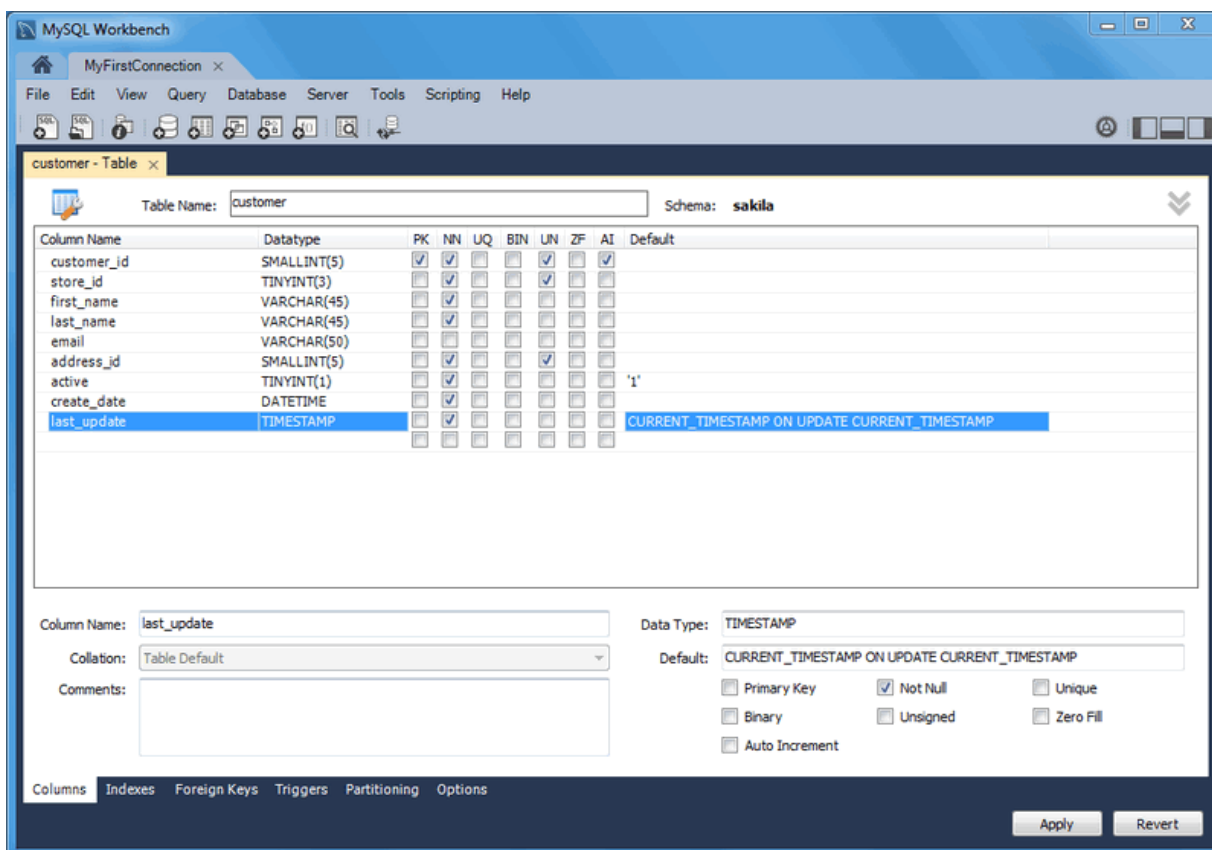 MySQL Workbench
MyFirstConnection
File Edit View Query Database Server Tools Scripting Help
SQL SQL
customer - Table
Table Name: customer Schema: sakila
Column Name Datatype PK NN UQ BIN UN ZF AI Default
customer_id SMALLINT(5)
store_id TINYINT(3)
first_name VARCHAR(45)
last_name VARCHAR(45)
email VARCHAR(50)
address_id SMALLINT(5)
active TINYINT(1) '1'
create_date DATETIME
last_update TIMESTAMP CURRENT_TIMESTAMP ON UPDATE CURRENT_TIMESTAMP
Column Name: last_update Data Type: TIMESTAMP
Collation: Table Default Default: CURRENT_TIMESTAMP ON UPDATE CURRENT_TIMESTAMP
Comments: Primary Key Not Null Unique
Binary Unsigned Zero Fill
Auto Increment
Columns Indexes Foreign Keys Triggers Partitioning Options
Apply Revert